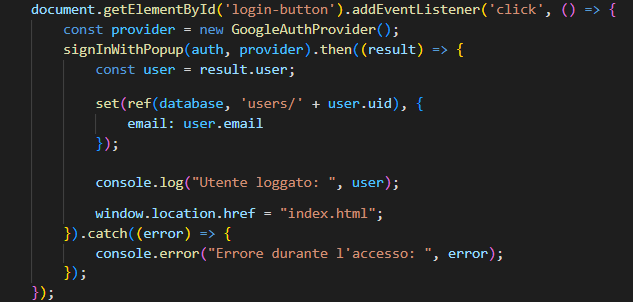 document.getElementById('login-button').addEventListener('click', () => {
    const provider = new GoogleAuthProvider();
    signInWithPopup(auth, provider).then((result) => {
        const user = result.user;

        set(ref(database, 'users/' + user.uid), {
            email: user.email
        });

        console.log("Utente loggato: ", user);

        window.location.href = "index.html";
    }).catch((error) => {
        console.error("Errore durante l'accesso: ", error);
    });
});